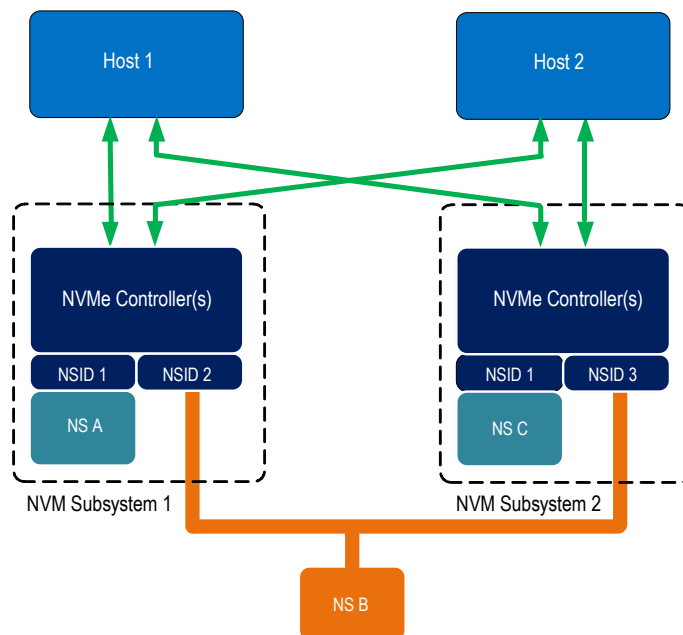 Host 1
Host 2
NVMe Controller(s)
NVMe Controller(s)
NSID 1
NSID 2
NSID 1
NSID 3
NS A
NS C
NVM Subsystem 1
NVM Subsystem 2
NS B